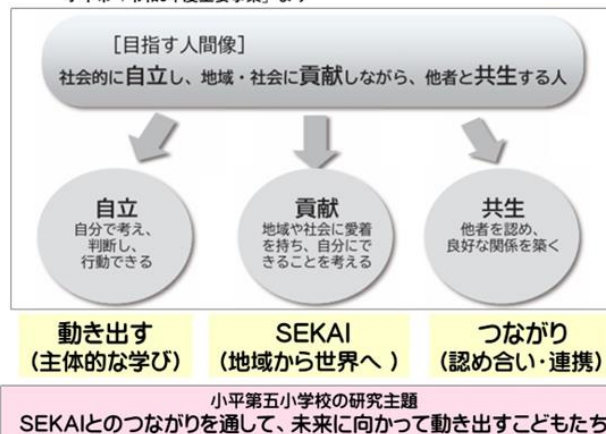 [目指す人間像]
社会的に自立し、地域・社会に貢献しながら、他者と共生する人
自立
自分で考え、
判断し、
行動できる
貢献
地域や社会に愛着
を持ち、自分にで
きることを考える
共生
他者を認め、
良好な関係を築く
動き出す
(主体的な学び)
SEKAI
(地域から世界へ )
つながり
(認め合い・連携)
小平第五小学校の研究主題
SEKAIとのつながりを通して、未来に向かって動き出すこどもたち